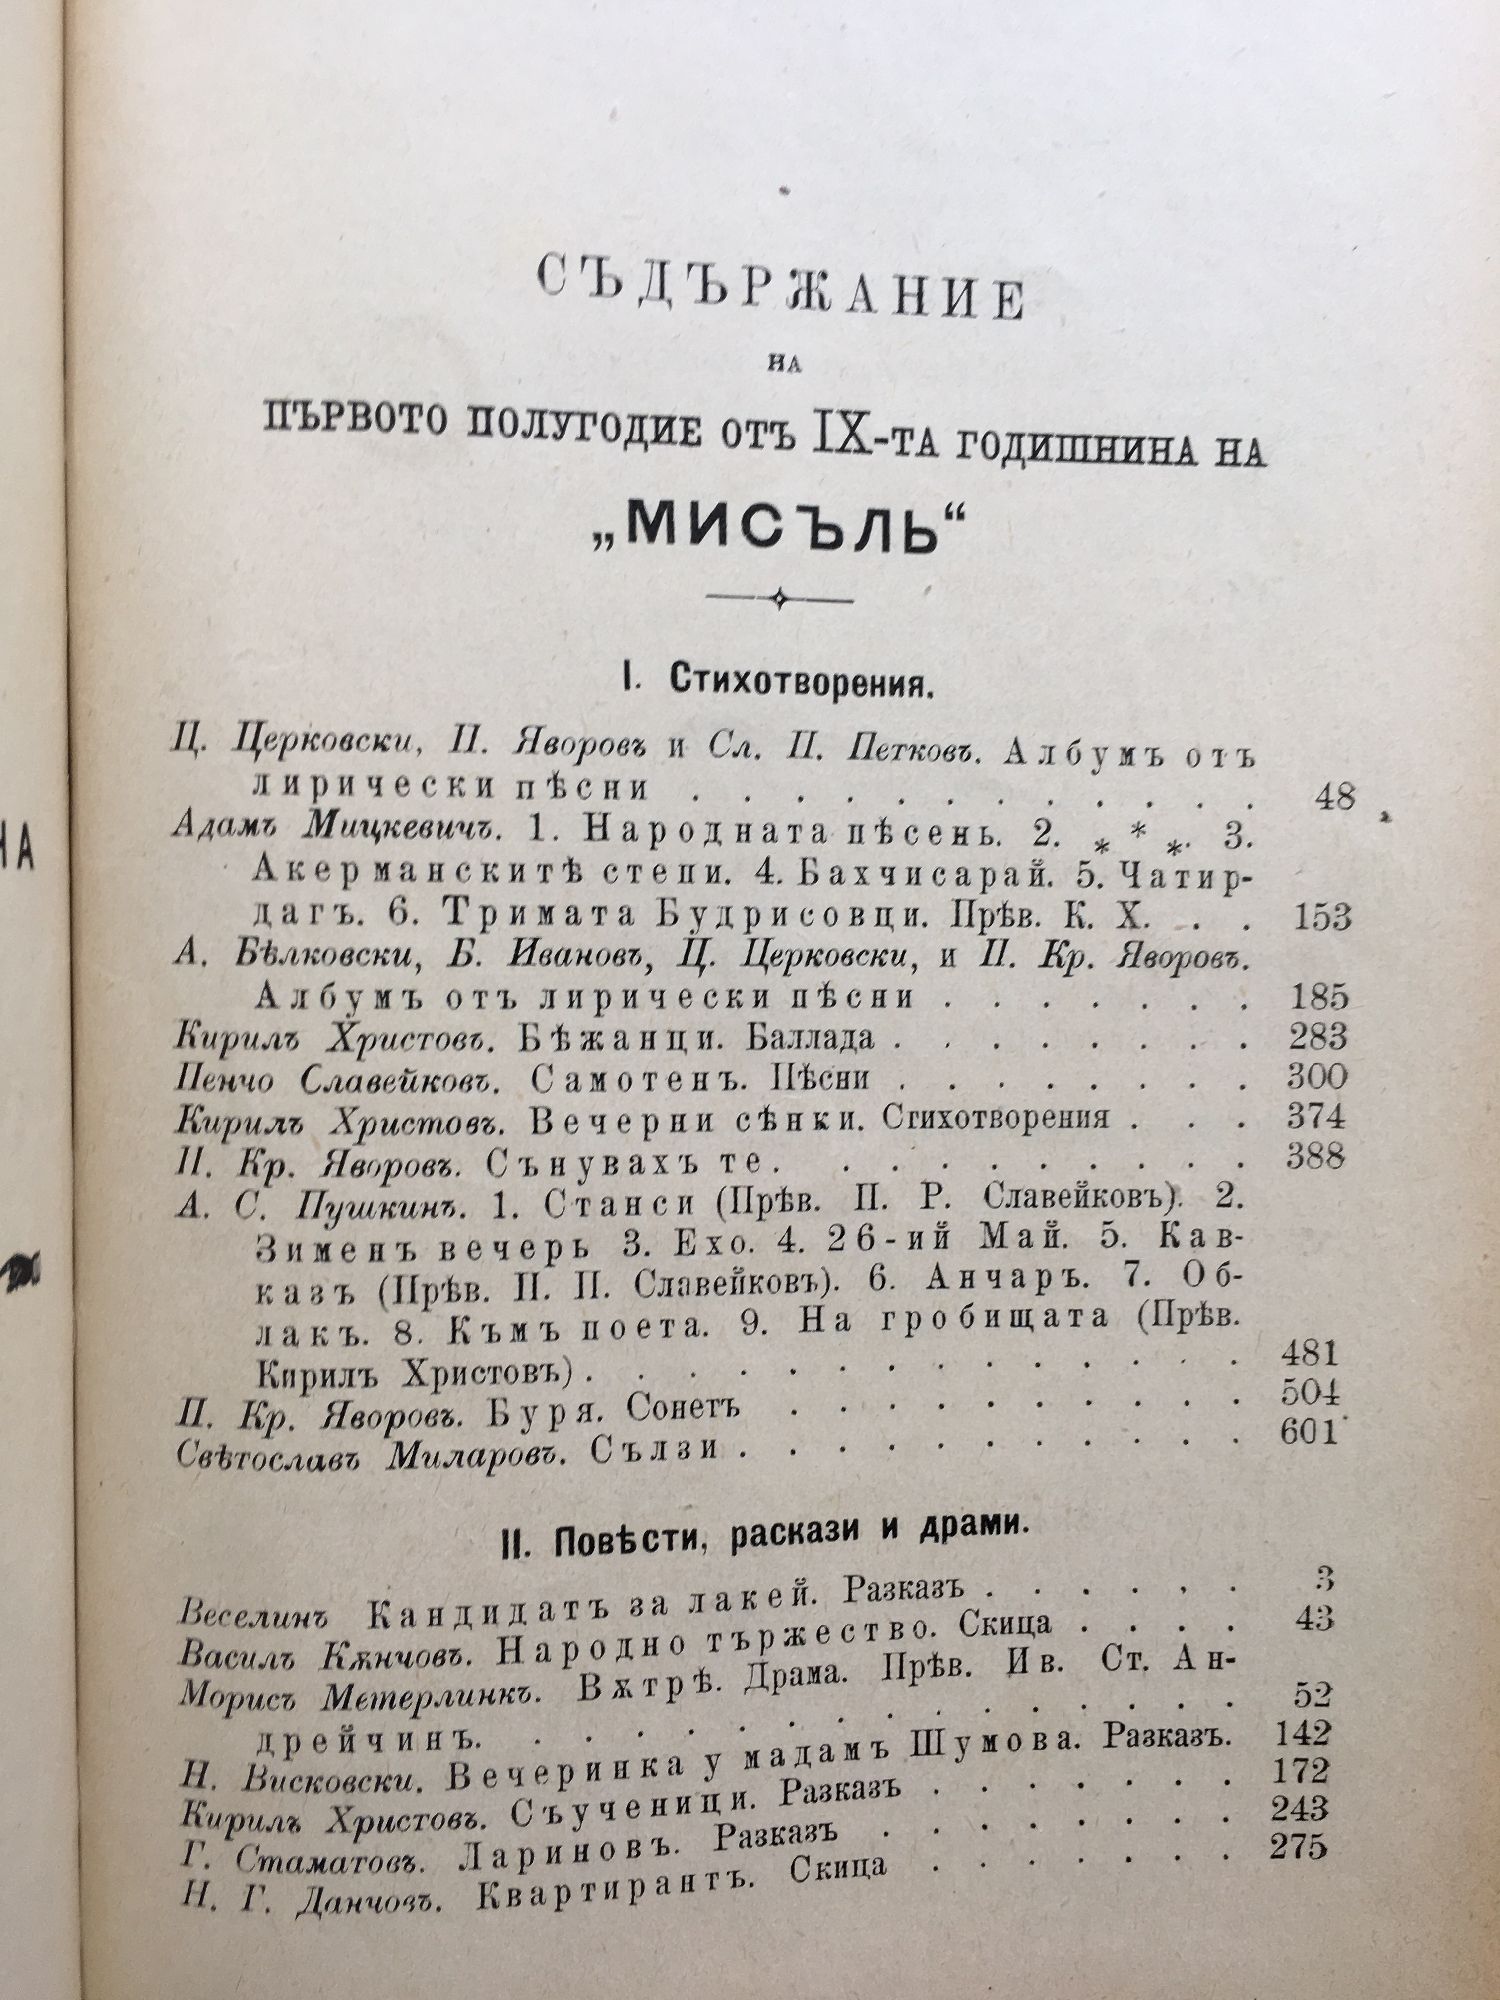 СЪДЪРЖАНИЕ
НА
ПЪРВОТО ПОЛУГОДИЕ ОТЪ IX-ТА ГОДИШНИНА НА
„МИСЪЛЬ“
I. Стихотворения.
Ц. Церковски, П. Яворовъ и Сл. П. Петковъ. Албумъ отъ
лирически пѣсни . . . . . . . . . . . . 48
Адамъ Мицкевичъ. 1. Народната пѣсень. 2. * * *. 3.
Акерманскитѣ степи. 4. Бахчисарай. 5. Чатир-
дагъ. 6. Тримата Будрисовци. Прѣв. К. Х. . . 153
А. Бѣлковски, Б. Ивановъ, Ц. Церковски, и П. Кр. Яворовъ.
Албумъ отъ лирически пѣсни . . . . . . . 185
Кирилъ Христовъ. Бѣжанци. Баллада . . . . . . . . 283
Пенчо Славейковъ. Самотенъ. Пѣсни . . . . . . . . 300
Кирилъ Христовъ. Вечерни сѣнки. Стихотворения . . . 374
П. Кр. Яворовъ. Сънувахъ те. . . . . . . . . . 388
А. С. Пушкинъ. 1. Станси (Прѣв. П. Р. Славейковъ). 2.
Зименъ вечерь 3. Ехо. 4. 26-ий Май. 5. Кав-
казъ (Прѣв. П. П. Славейковъ). 6. Анчаръ. 7. Об-
лакъ. 8. Къмъ поета. 9. На гробищата (Прѣв.
Кирилъ Христовъ) . . . . . . . . . . . . . . 481
П. Кр. Яворовъ. Буря. Сонетъ . . . . . . . . . . 504
Свѣтославъ Миларовъ. Сълзи . . . . . . . . . . . 601
II. Повѣсти, раскази и драми.
Веселинъ Кандидатъ за лакей. Разказъ . . . . . . 3
Василъ Кѫнчовъ. Народно тържество. Скица . . . . 43
Морисъ Метерлинкъ. Вѫтрѣ. Драма. Прѣв. Ив. Ст. Ан-
дрейчинъ. . . . . . . . . . . . . . . . 52
Н. Висковски. Вечеринка у мадамъ Шумова. Разказъ. 142
Кирилъ Христовъ. Съученици. Разказъ . . . . . . . 172
Г. Стаматовъ. Лариновъ. Разказъ . . . . . . . . 243
Н. Г. Данчовъ. Квартирантъ. Скица . . . . . . . 275
НА